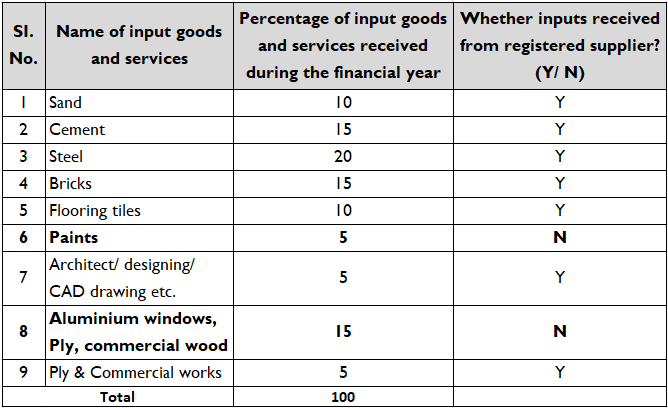 Sl. No. Name of input goods and services Percentage of input goods and services received during the financial year Whether inputs received from registered supplier? (Y/ N)
1 Sand 10 Y
2 Cement 15 Y
3 Steel 20 Y
4 Bricks 15 Y
5 Flooring tiles 10 Y
6 Paints 5 N
7 Architect/ designing/ CAD drawing etc. 5 Y
8 Aluminium windows, Ply, commercial wood 15 N
9 Ply & Commercial works 5 Y
Total 100